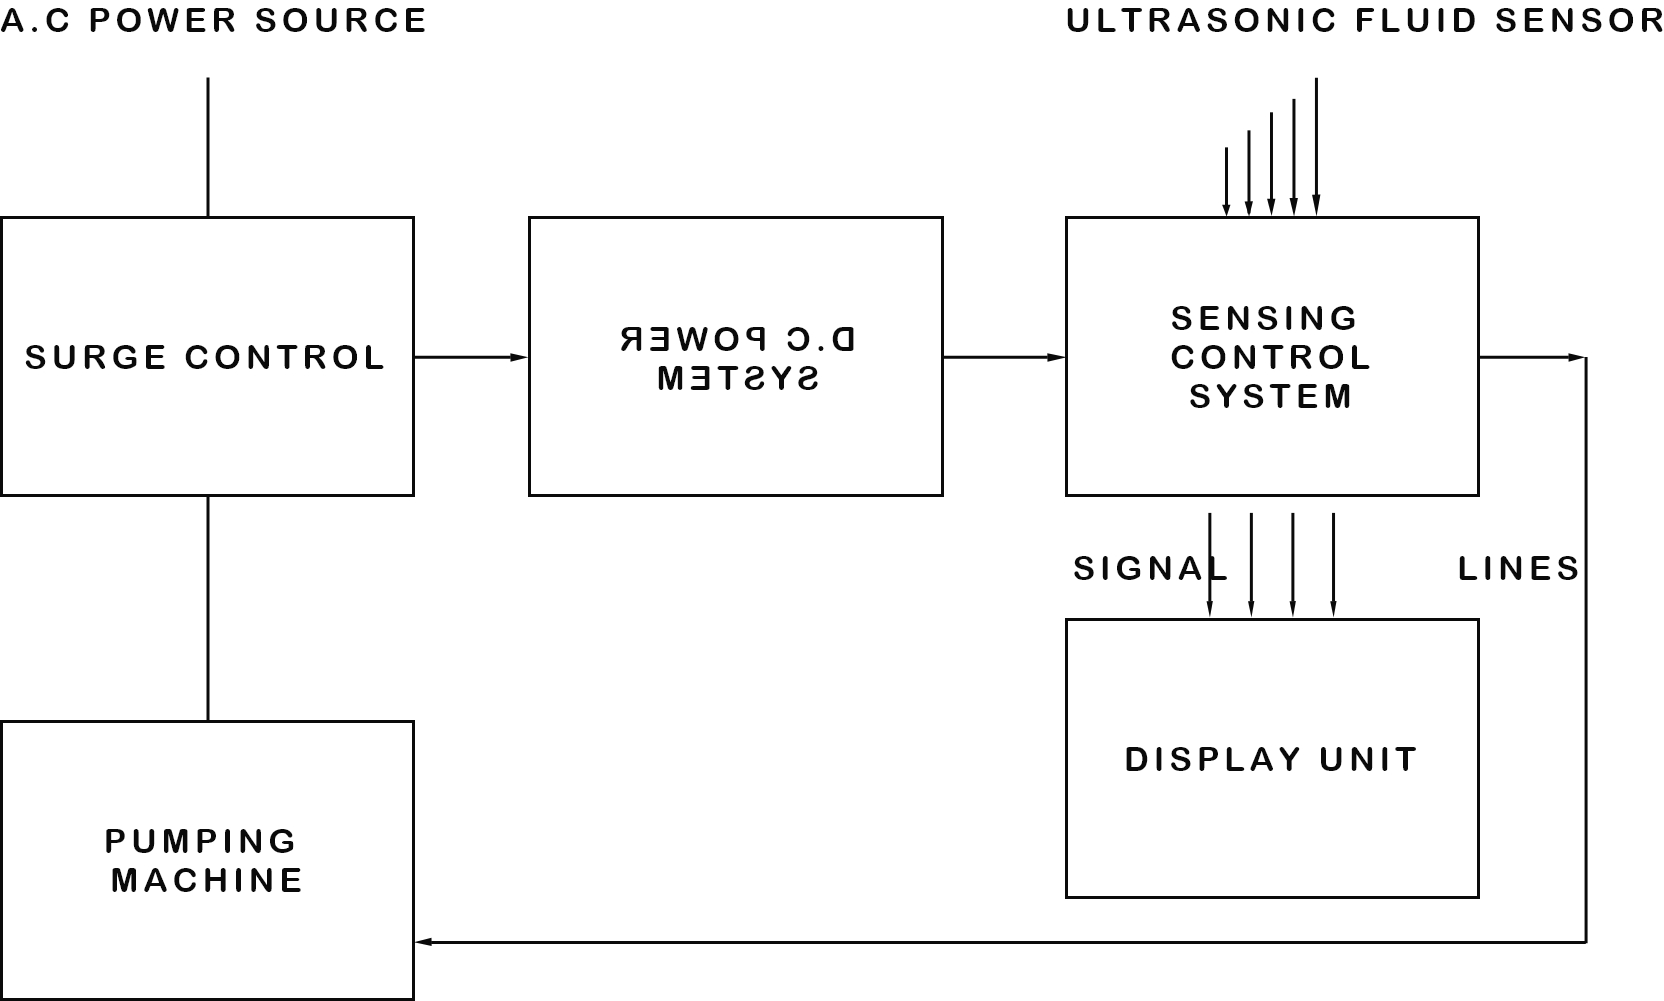 A.C POWER SOURCE
ULTRASONIC FLUID SENSOR
SURGE CONTROL
D.C POWER
SYSTEM
SENSING
CONTROL
SYSTEM
SIGNAL LINES
DISPLAY UNIT
PUMPING
MACHINE